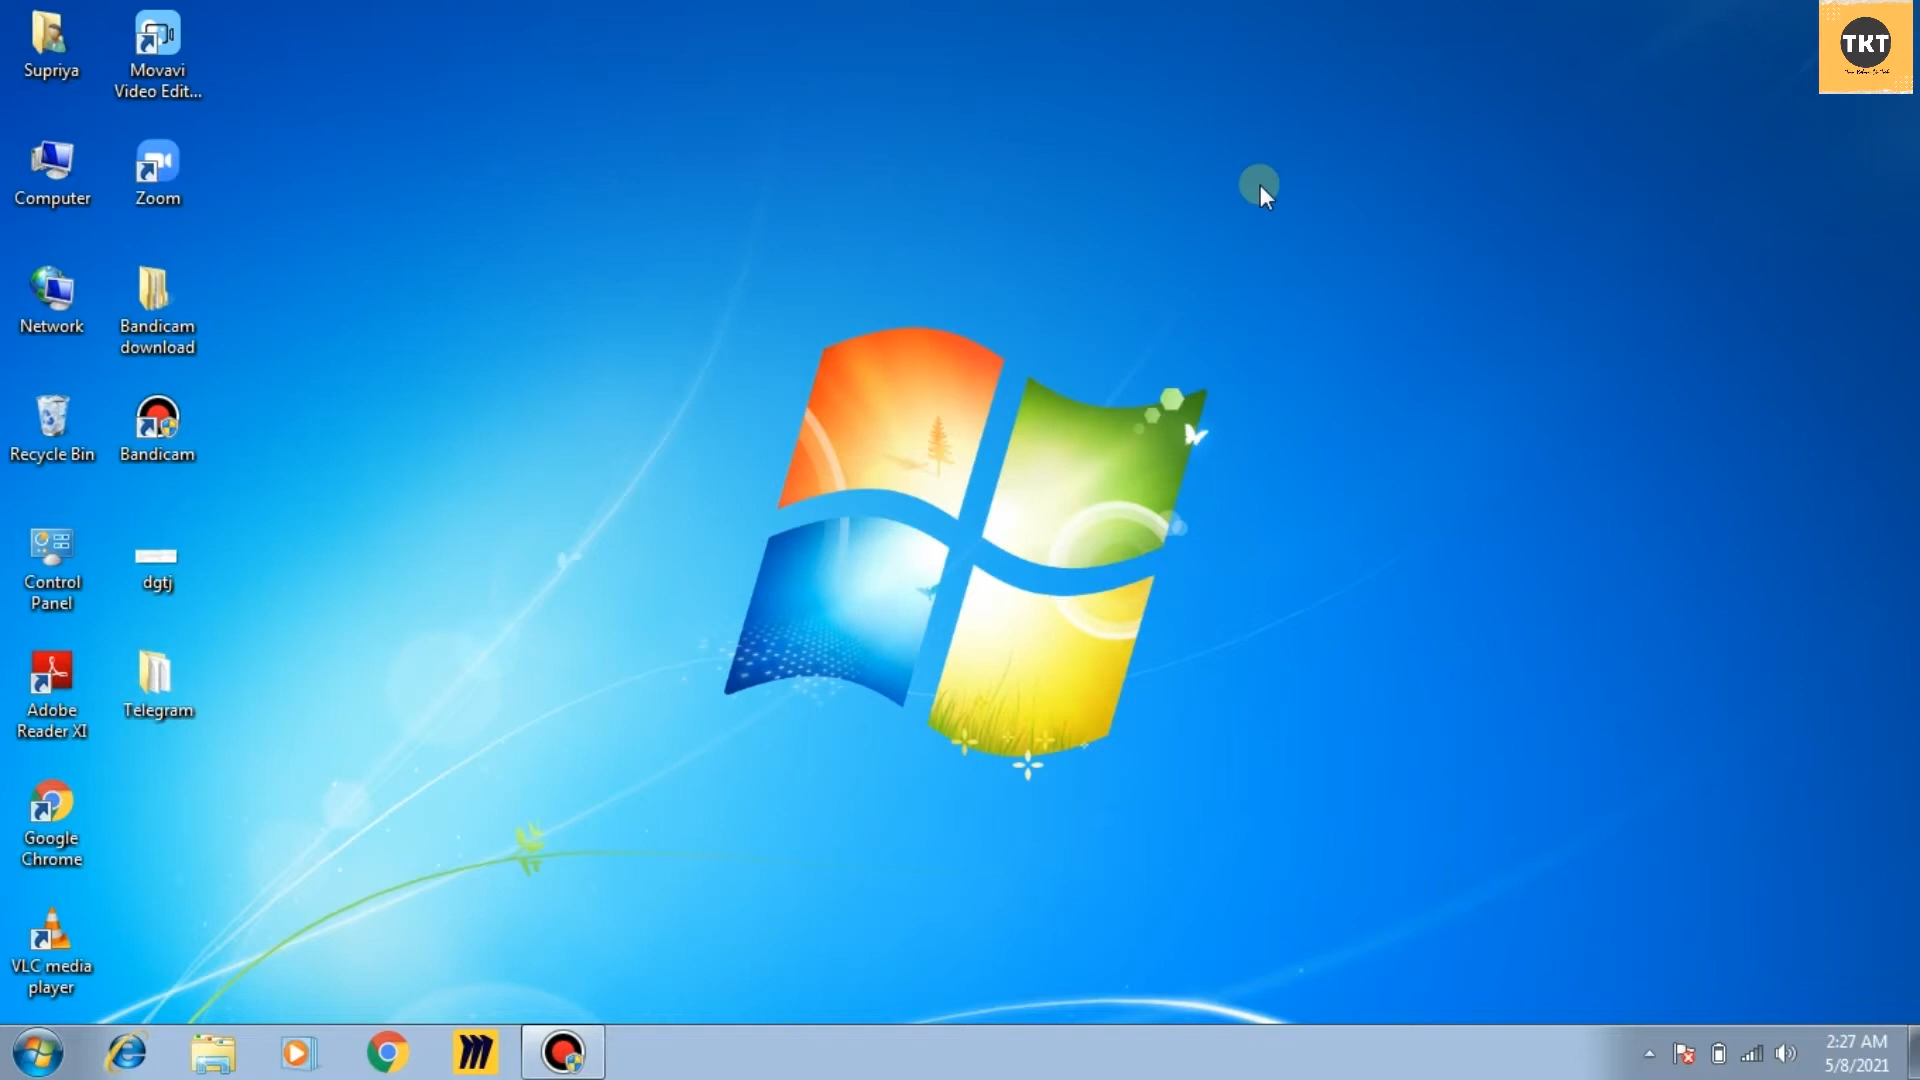 Supriya
Movavi
Video Edit...
TKT
Computer
Zoom
Network
Bandicam
download
Recycle Bin
Bandicam
Control
Panel
dgtj
Adobe
Reader XI
Telegram
Google
Chrome
VLC media
player
2:27 AM
5/8/2021